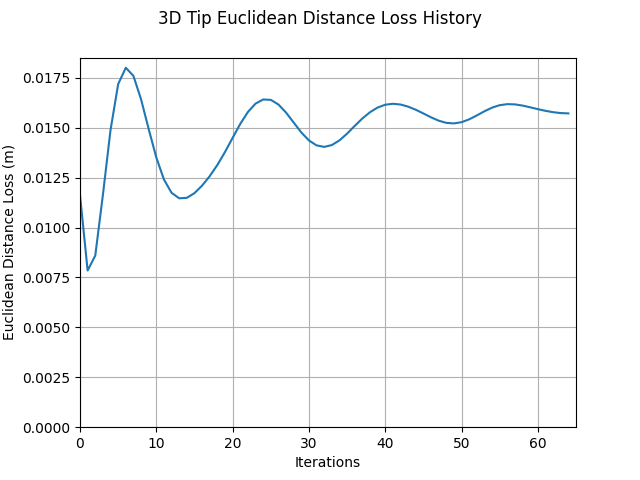 3D Tip Euclidean Distance Loss History
Euclidean Distance Loss (m)
0.0175
0.0150
0.0125
0.0100
0.0075
0.0050
0.0025
0.0000
0 10 20 30 40 50 60
Iterations